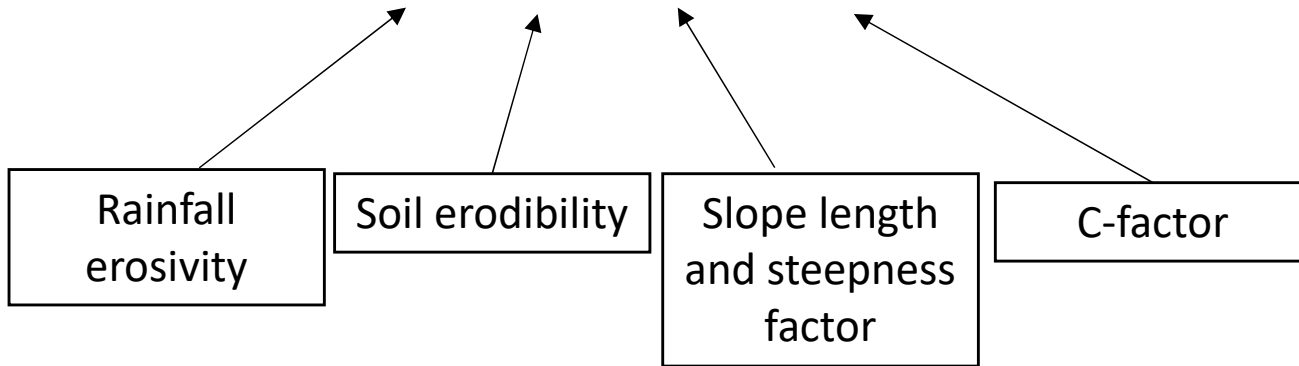 Rainfall
erosivity
Soil erodibility
Slope length
and steepness
factor
C-factor